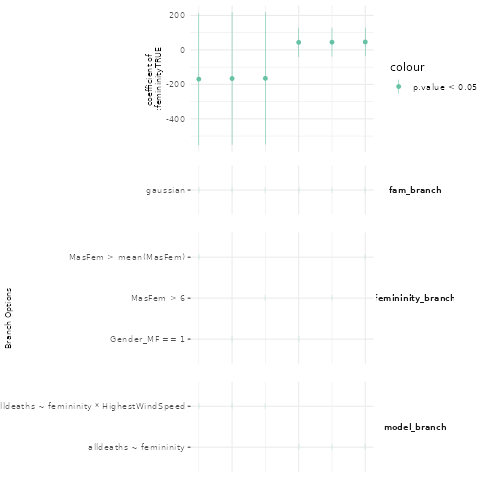 200
0
-200
-400
coefficient of
:femininityTRUE
colour
p.value < 0.05
gaussian
fam_branch
MasFem > mean(MasFem)
MasFem > 6
Gender_MF == 1
femininity_branch
Branch Options
lldeaths ~ femininity * HighestWindSpeed
alldeaths ~ femininity
model_branch